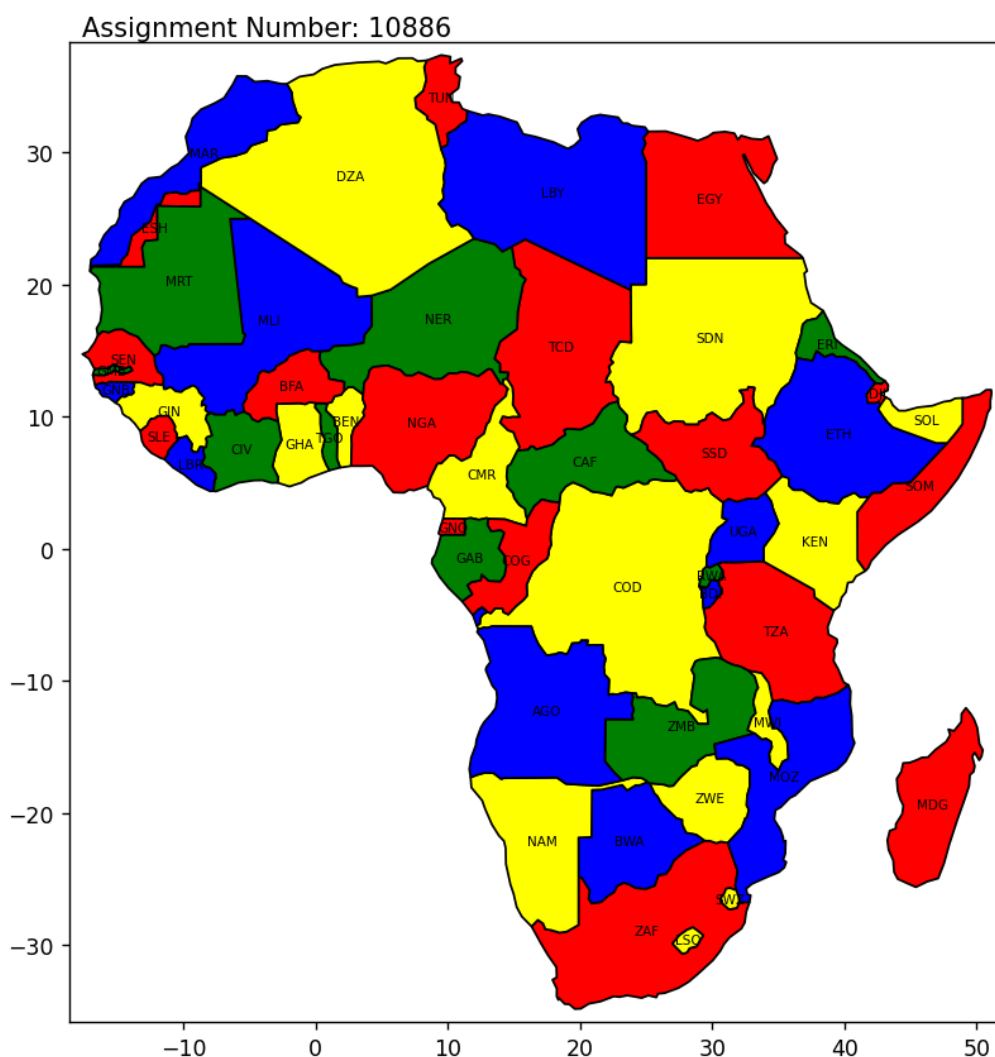 Assignment Number: 10886
TUN
MAR
DZA
LBY
EGY
ESH
MRT
MLI
NER
TCD
SDN
ERI
SEN
BFA
DJI
GNB
GIN
BEN
NGA
SOL
SLE
CIV
GHA
TGO
ETH
LBR
CMR
CAF
SSD
SOM
GNQ
UGA
KEN
GAB
COG
COD
RWA
BDI
TZA
AGO
ZMB
MWI
MOZ
NAM
BWA
ZWE
MDG
SWZ
ZAF
LSO
30
20
10
0
−10
−20
−30
−10 0 10 20 30 40 50